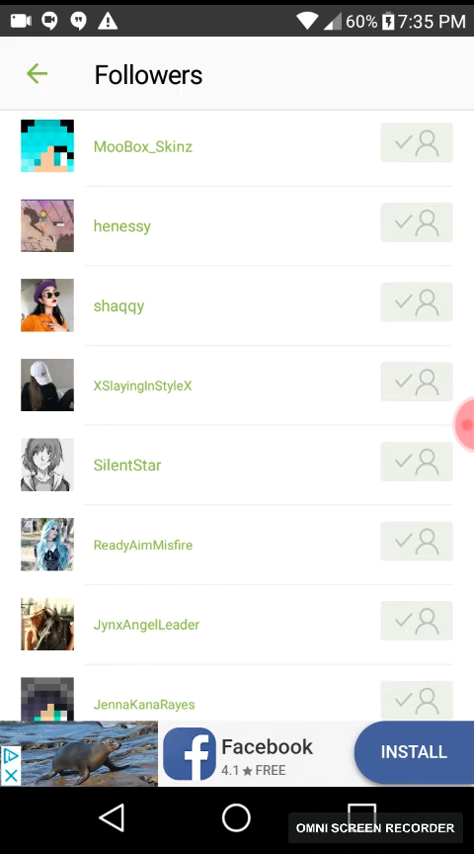 60% 7:35 PM
Followers
MooBox_Skinz
henessy
shaqqy
XSlayingInStyleX
SilentStar
ReadyAimMisfire
JynxAngelLeader
JennaKanaRayes
Facebook
4.1★FREE
INSTALL
OMNI SCREEN RECORDER